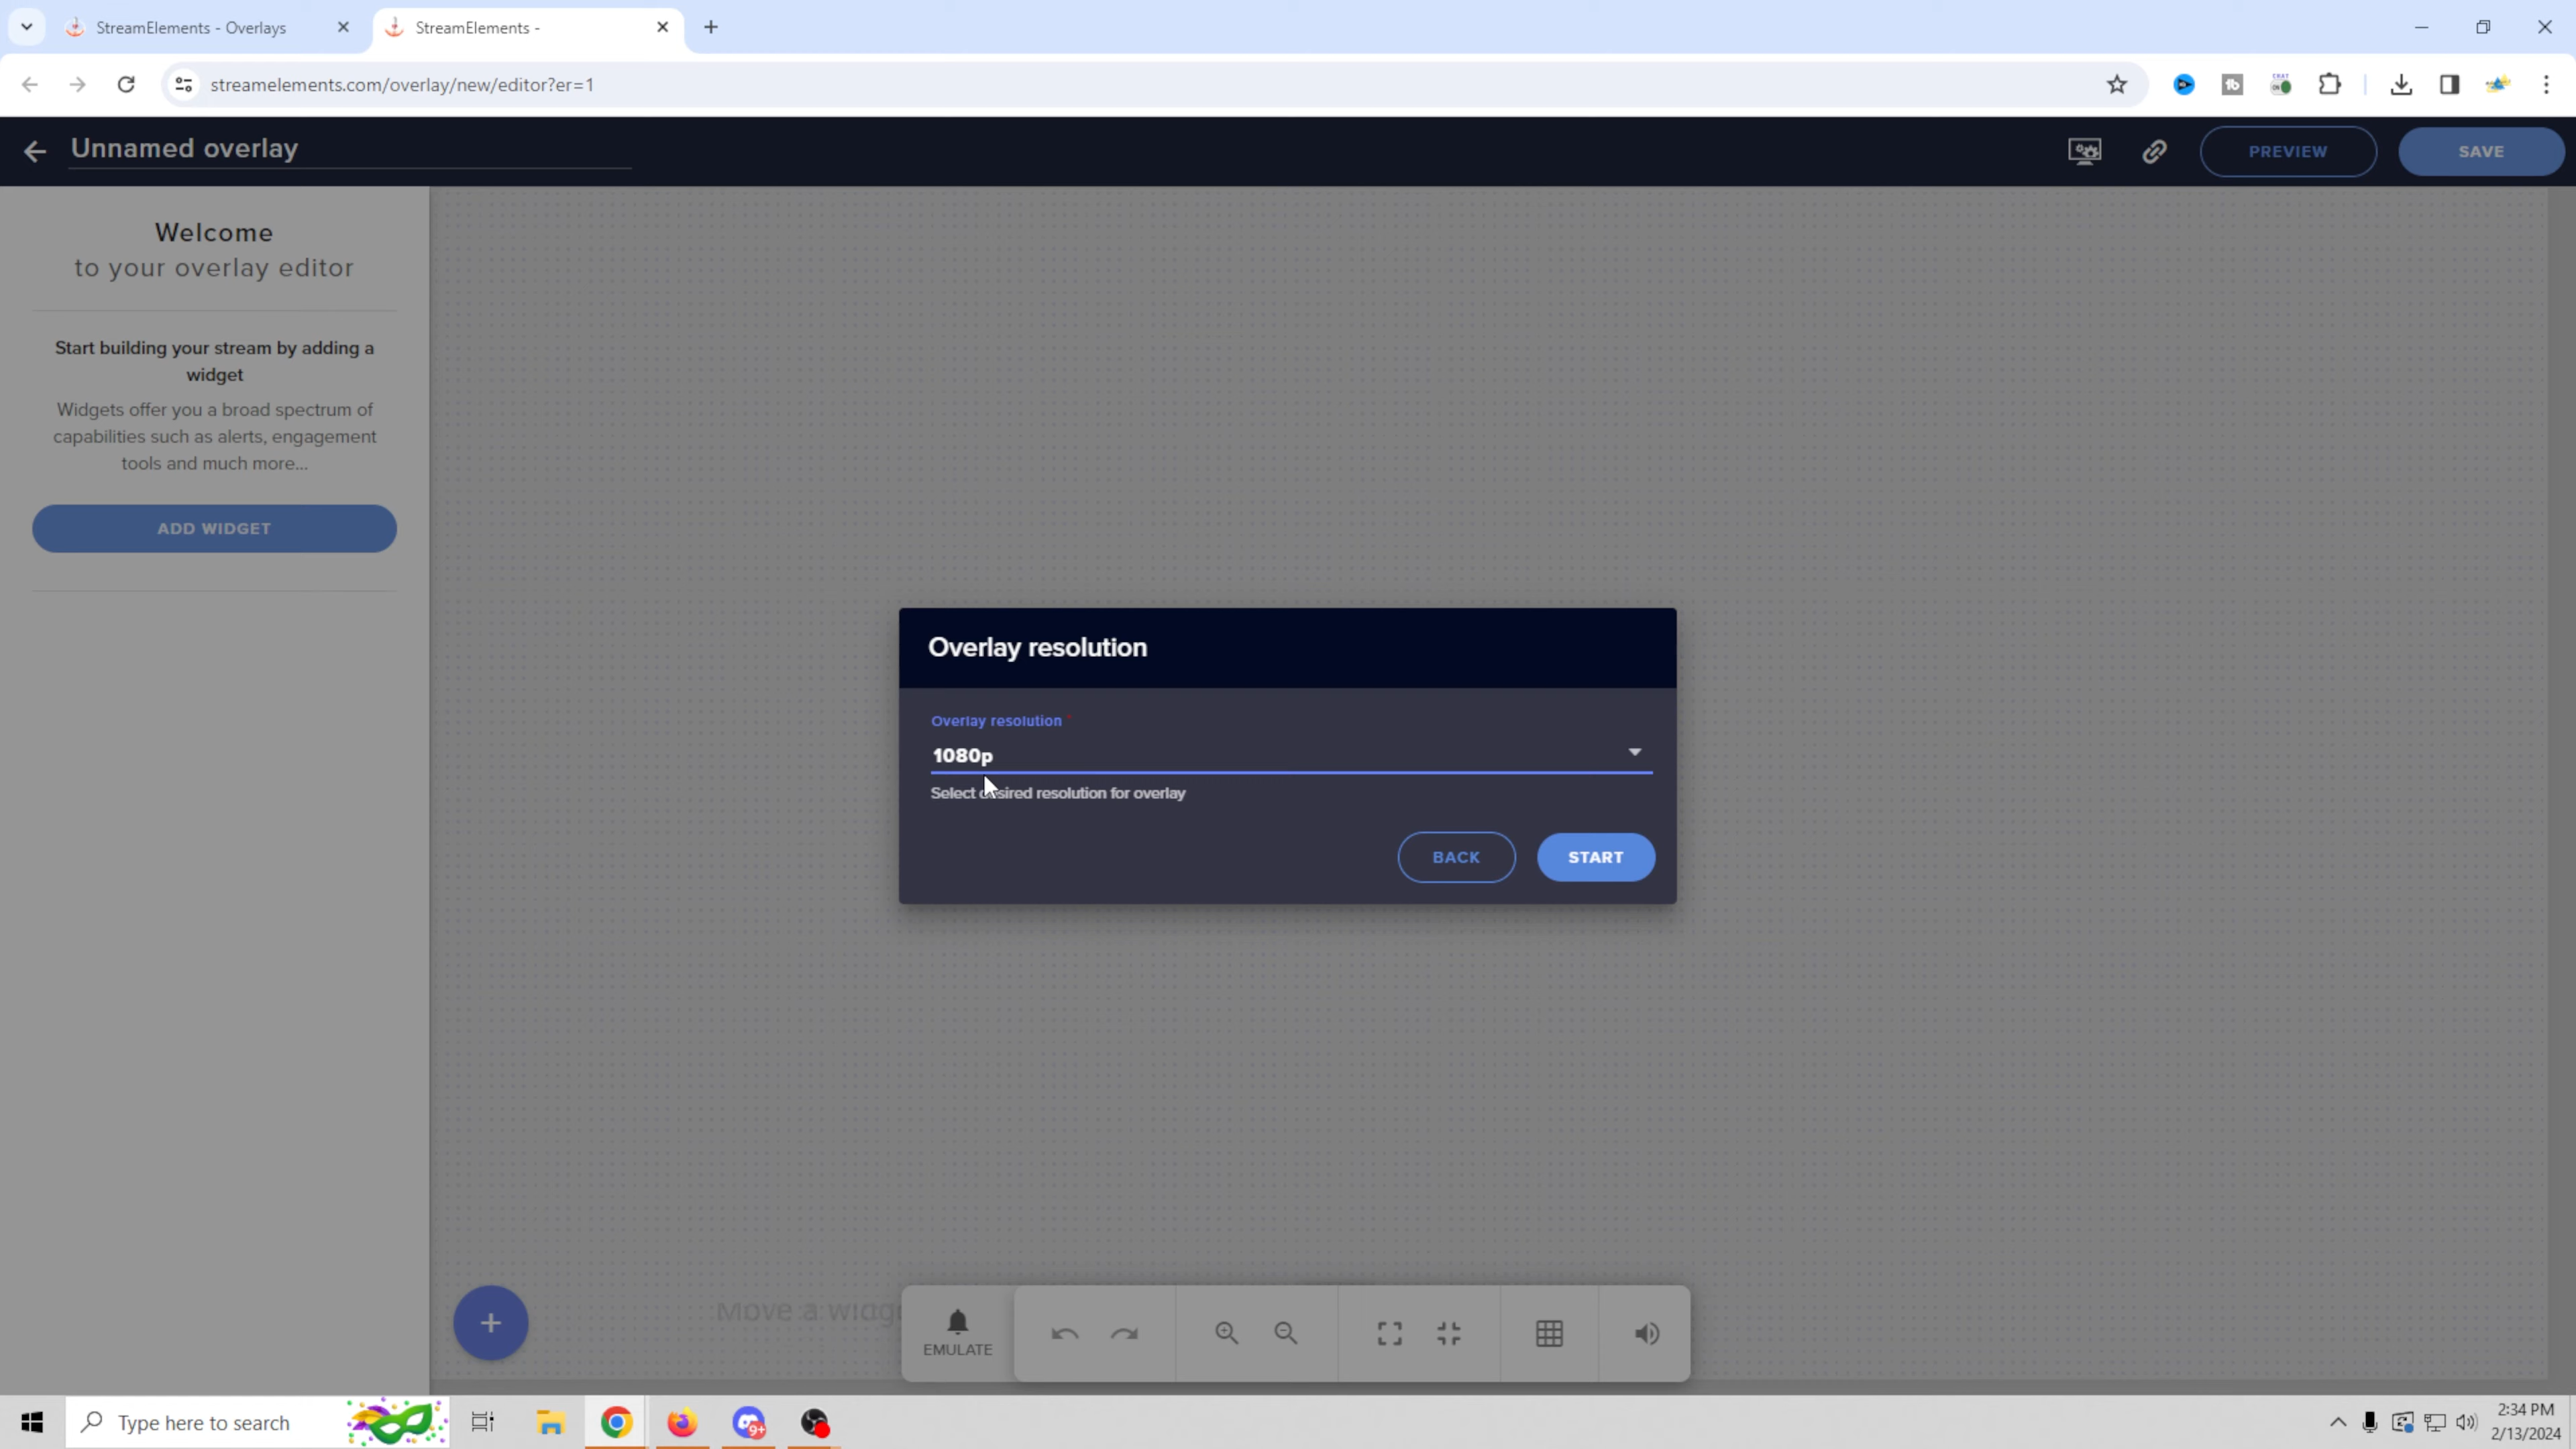 StreamElements - Overlays
StreamElements -
streamelements.com/overlay/new/editor?er=1
Unnamed overlay
PREVIEW
SAVE
Welcome
to your overlay editor
Start building your stream by adding a
widget
Widgets offer you a broad spectrum of
capabilities such as alerts, engagement
tools and much more...
ADD WIDGET
Overlay resolution
Overlay resolution *
1080p
Select desired resolution for overlay
BACK
START
Move a
EMULATE
Type here to search
9+
2:34 PM
2/13/2024